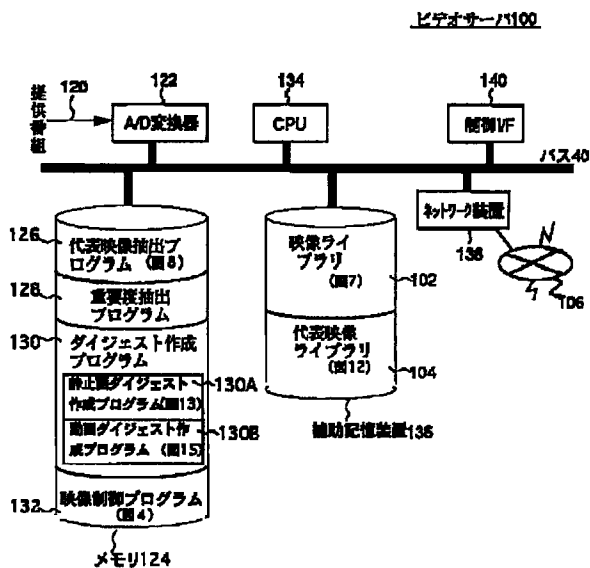 ビデオサーバ100
提供番組
120
122
A/D変換器
134
CPU
140
制御I/F
バス40
126
代表映像抽出プ
ログラム (図8)
128
重要度抽出
プログラム
130
ダイジェスト作成
プログラム
静止画ダイジェスト
作成プログラム(図13)
130A
動画ダイジェスト作
成プログラム (図15)
130B
132
映像制御プログラム
(図4)
メモリ124
映像ライ
ブラリ
(図7)
102
代表映像
ライブラリ
(図12)
104
補助記憶装置136
ネットワーク装置
138
N
106